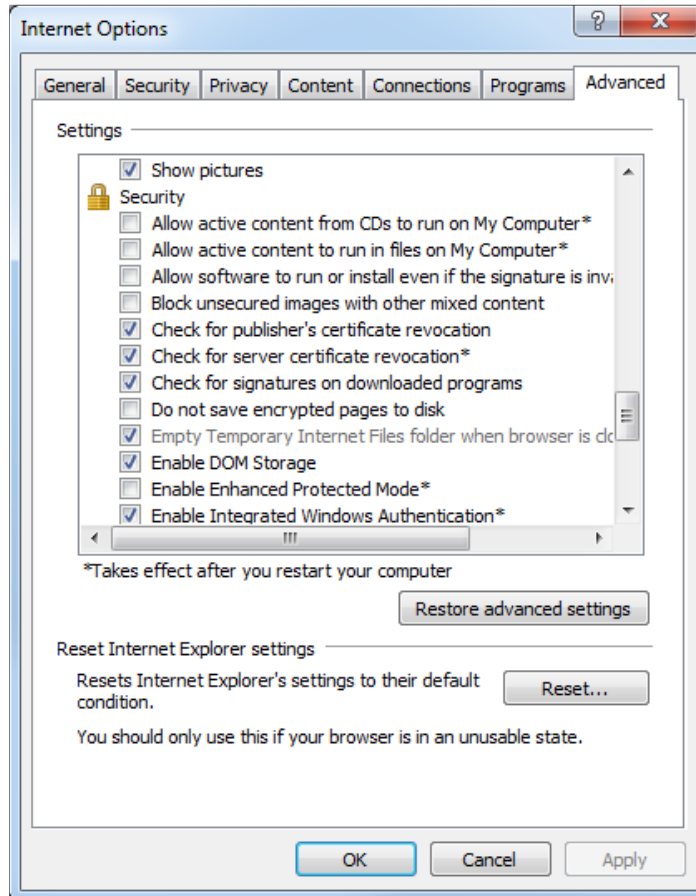 Internet Options
General Security Privacy Content Connections Programs Advanced
Settings
Show pictures
Security
Allow active content from CDs to run on My Computer*
Allow active content to run in files on My Computer*
Allow software to run or install even if the signature is
Block unsecured images with other mixed content
Check for publisher's certificate revocation
Check for server certificate revocation*
Check for signatures on downloaded programs
Do not save encrypted pages to disk
Empty Temporary Internet Files folder when browser is
Enable DOM Storage
Enable Enhanced Protected Mode*
Enable Integrated Windows Authentication*
*Takes effect after you restart your computer
Restore advanced settings
Reset Internet Explorer settings
Resets Internet Explorer's settings to their default
condition.
Reset...
You should only use this if your browser is in an unusable state.
OK Cancel Apply